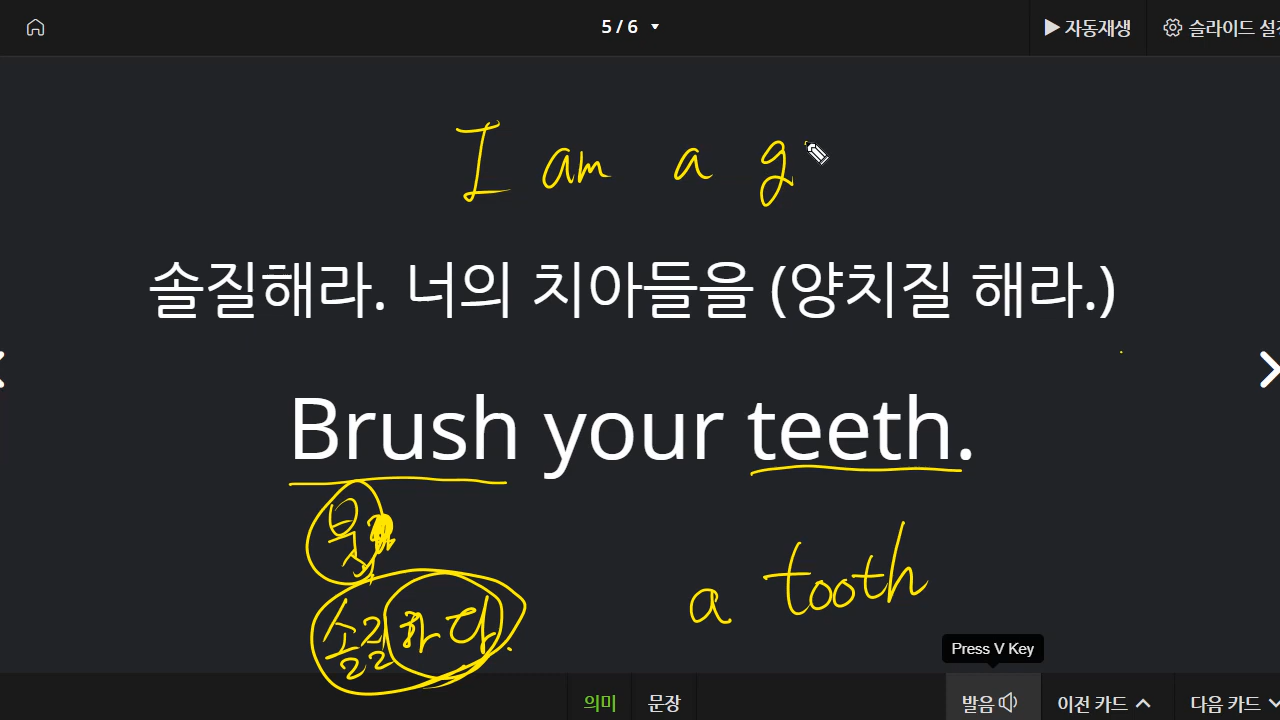 5 / 6
자동재생
슬라이드 설정
I am a g
솔질해라. 너의 치아들을 (양치질 해라.)
Brush your teeth.
붓
솔질하다.
a tooth
Press V Key
의미
문장
발음
이전 카드
다음 카드